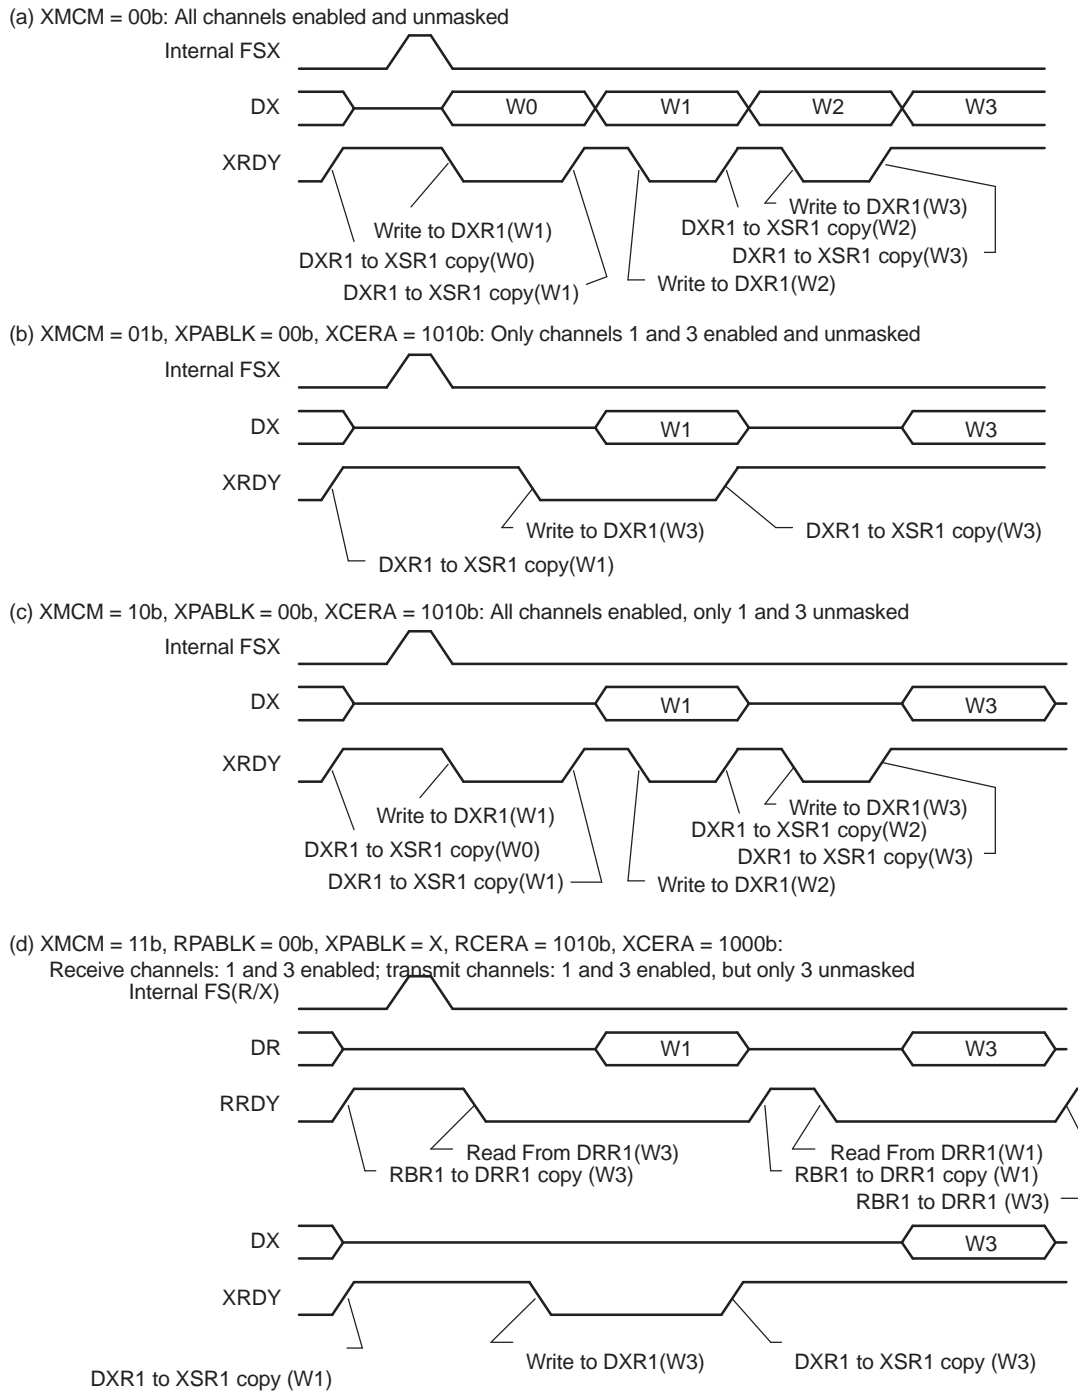 (a) XMCM = 00b: All channels enabled and unmasked
Internal FSX
DX
W0
W1
W2
W3
XRDY
Write to DXR1(W3)
Write to DXR1(W1)
DXR1 to XSR1 copy(W2)
DXR1 to XSR1 copy(W0)
DXR1 to XSR1 copy(W3)
DXR1 to XSR1 copy(W1)
Write to DXR1(W2)
(b) XMCM = 01b, XPABLK = 00b, XCERA = 1010b: Only channels 1 and 3 enabled and unmasked
Internal FSX
DX
W1
W3
XRDY
Write to DXR1(W3)
DXR1 to XSR1 copy(W3)
DXR1 to XSR1 copy(W1)
(c) XMCM = 10b, XPABLK = 00b, XCERA = 1010b: All channels enabled, only 1 and 3 unmasked
Internal FSX
DX
W1
W3
XRDY
Write to DXR1(W1)
Write to DXR1(W3)
DXR1 to XSR1 copy(W2)
DXR1 to XSR1 copy(W0)
DXR1 to XSR1 copy(W3)
DXR1 to XSR1 copy(W1)
Write to DXR1(W2)
(d) XMCM = 11b, RPABLK = 00b, XPABLK = X, RCERA = 1010b, XCERA = 1000b:
Receive channels: 1 and 3 enabled; transmit channels: 1 and 3 enabled, but only 3 unmasked
Internal FS(R/X)
DR
W1
W3
RRDY
Read From DRR1(W3)
Read From DRR1(W1)
RBR1 to DRR1 copy (W3)
RBR1 to DRR1 copy (W1)
RBR1 to DRR1 (W3)
DX
W3
XRDY
Write to DXR1(W3)
DXR1 to XSR1 copy (W3)
DXR1 to XSR1 copy (W1)